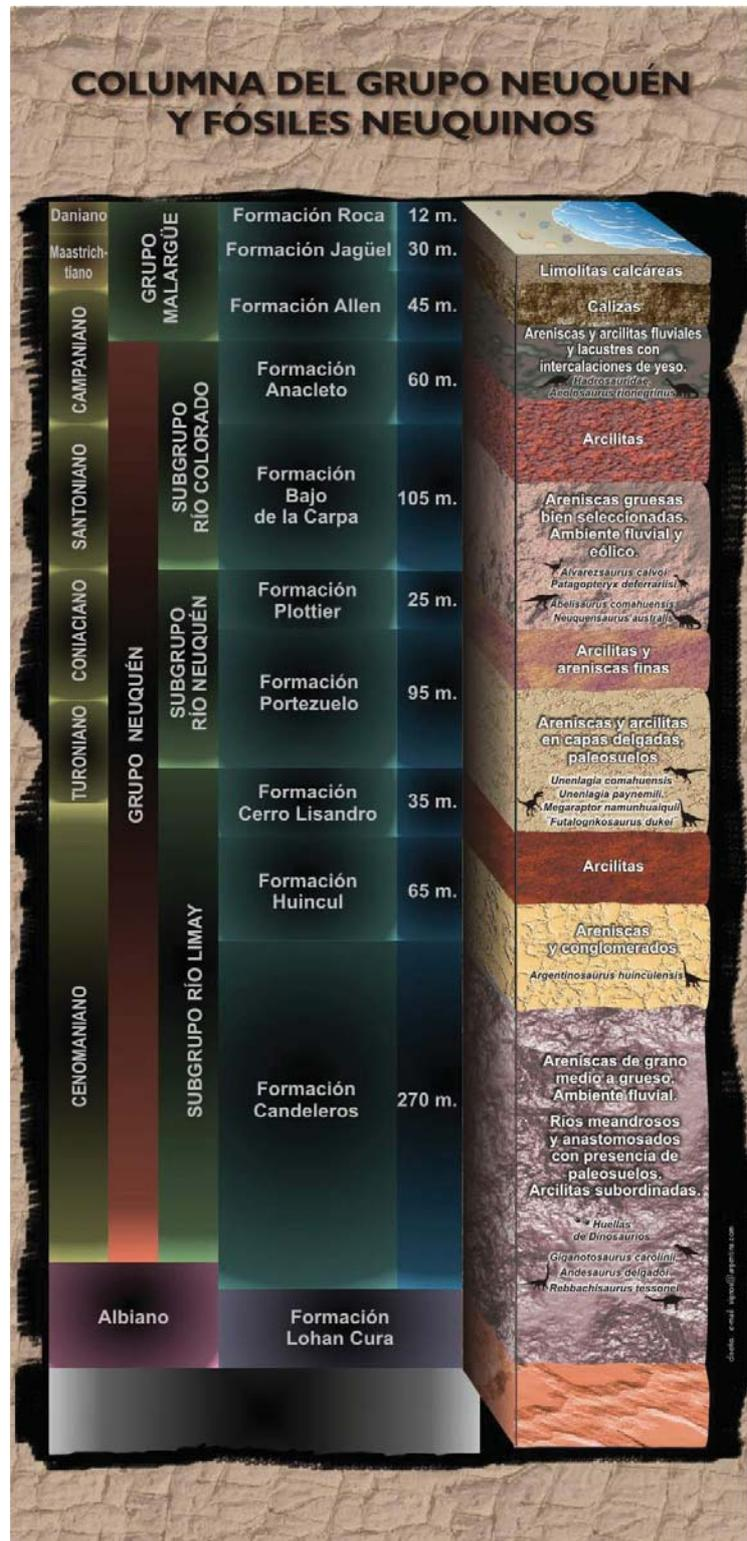 COLUMNA DEL GRUPO NEUQUÉN
Y FÓSILES NEUQUINOS
Daniano
Maastrich-
tiano
CAMPANIANO
SANTONIANO
CONIACIANO
TURONIANO
CENOMANIANO
Albiano
GRUPO
MALARGÜE
GRUPO NEUQUÉN
SUBGRUPO
RÍO COLORADO
SUBGRUPO
RÍO NEUQUÉN
SUBGRUPO RÍO LIMAY
Formación Roca
12 m.
Formación Jagüel
30 m.
Formación Allen
45 m.
Formación
Anacleto
60 m.
Formación
Bajo
de la Carpa
105 m.
Formación
Plottier
25 m.
Formación
Portezuelo
95 m.
Formación
Cerro Lisandro
35 m.
Formación
Huincul
65 m.
Formación
Candeleros
270 m.
Formación
Lohan Cura
Limolitas calcáreas
Calizas
Areniscas y arcilitas fluviales
y lacustres con
intercalaciones de yeso.
Hadrosauridae,
Aeolosaurus rionegrinus
Arcilitas
Areniscas gruesas
bien seleccionadas.
Ambiente fluvial y
eólico.
Alvarezsaurus calvoi
Patagopteryx deferrariisi
Abelisaurus comahuensis
Neuquensaurus australis
Arcilitas y
areniscas finas
Areniscas y arcilitas
en capas delgadas,
paleosuelos
Unenlagia comahuensis
Unenlagia paynemili,
Megaraptor namunhuaiquii
¨Futalognkosaurus dukei¨
Arcilitas
Areniscas
y conglomerados
Argentinosaurus huinculensis
Areniscas de grano
medio a grueso.
Ambiente fluvial.
Ríos meandrosos
y anastomosados
con presencia de
paleosuelos.
Arcilitas subordinadas.
Huellas
de Dinosaurios
Giganotosaurus carolinii,
Andesaurus delgadoi
Rebbachisaurus tessonei